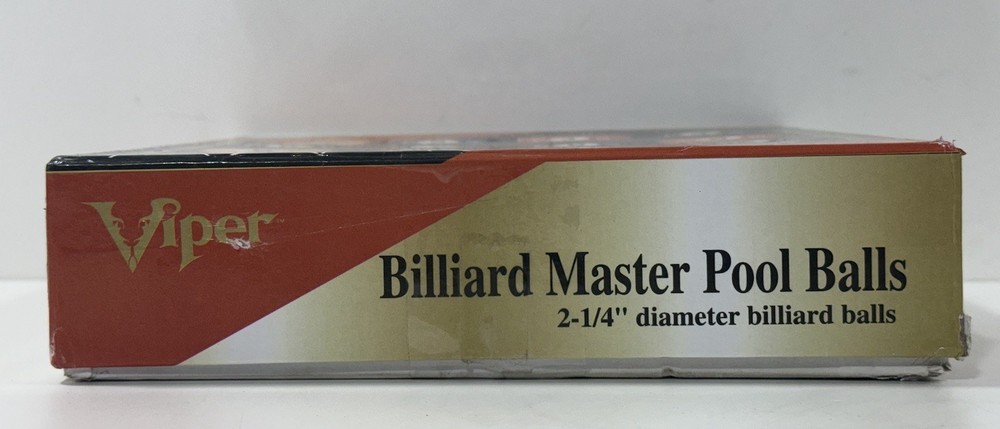 Viper
Billiard Master Pool Balls
2-1/4" diameter billiard balls